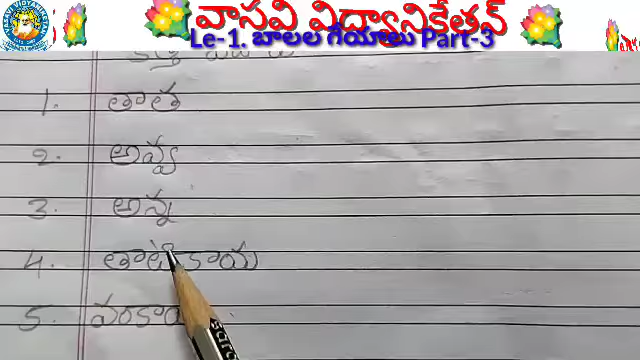 వాసవి విద్యానికేతన్
Le-1. బాలల గేయాలు Part-3
1. తాత
2. అవ్వ
3. అన్న
4. తాటికాయ
5.